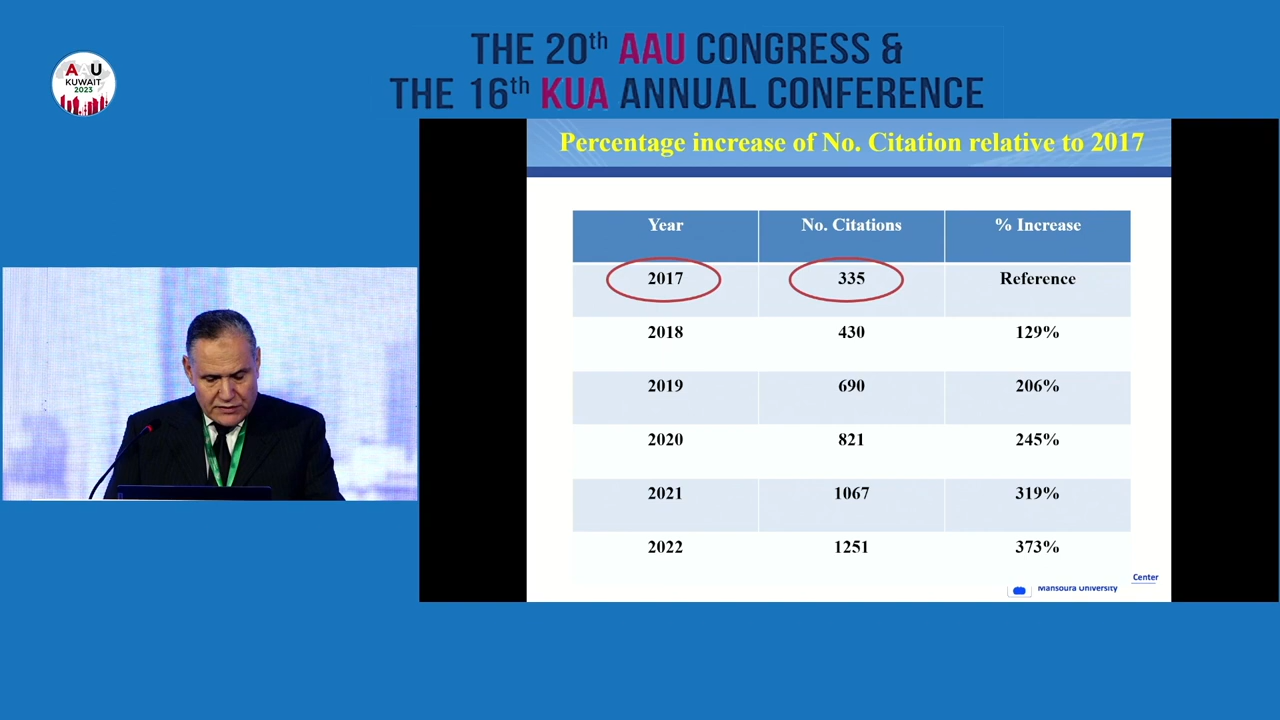 THE 20th AAU CONGRESS &
THE 16th KUA ANNUAL CONFERENCE
AAU
KUWAIT
2023
Percentage increase of No. Citation relative to 2017
Year No. Citations % Increase
2017 335 Reference
2018 430 129%
2019 690 206%
2020 821 245%
2021 1067 319%
2022 1251 373%
Center
Mansoura University